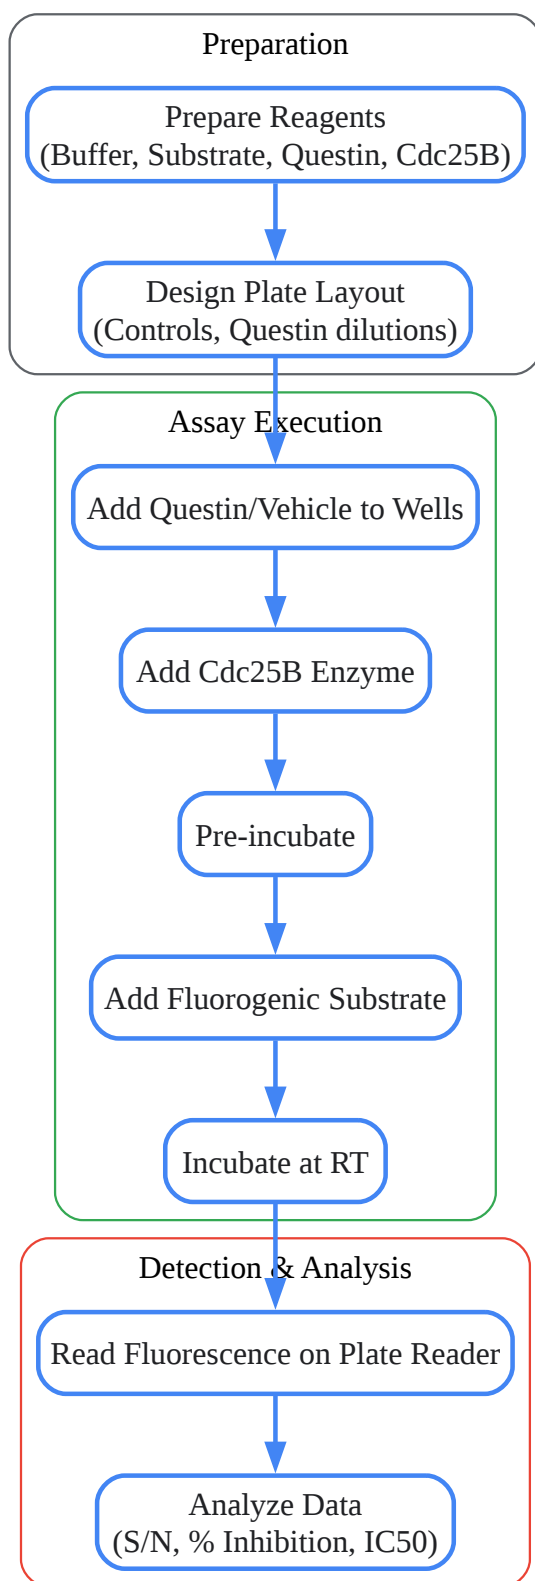 Preparation
Prepare Reagents
(Buffer, Substrate, Questin, Cdc25B)
Design Plate Layout
(Controls, Questin dilutions)
Assay Execution
Add Questin/Vehicle to Wells
Add Cdc25B Enzyme
Pre-incubate
Add Fluorogenic Substrate
Incubate at RT
Detection & Analysis
Read Fluorescence on Plate Reader
Analyze Data
(S/N, % Inhibition, IC50)